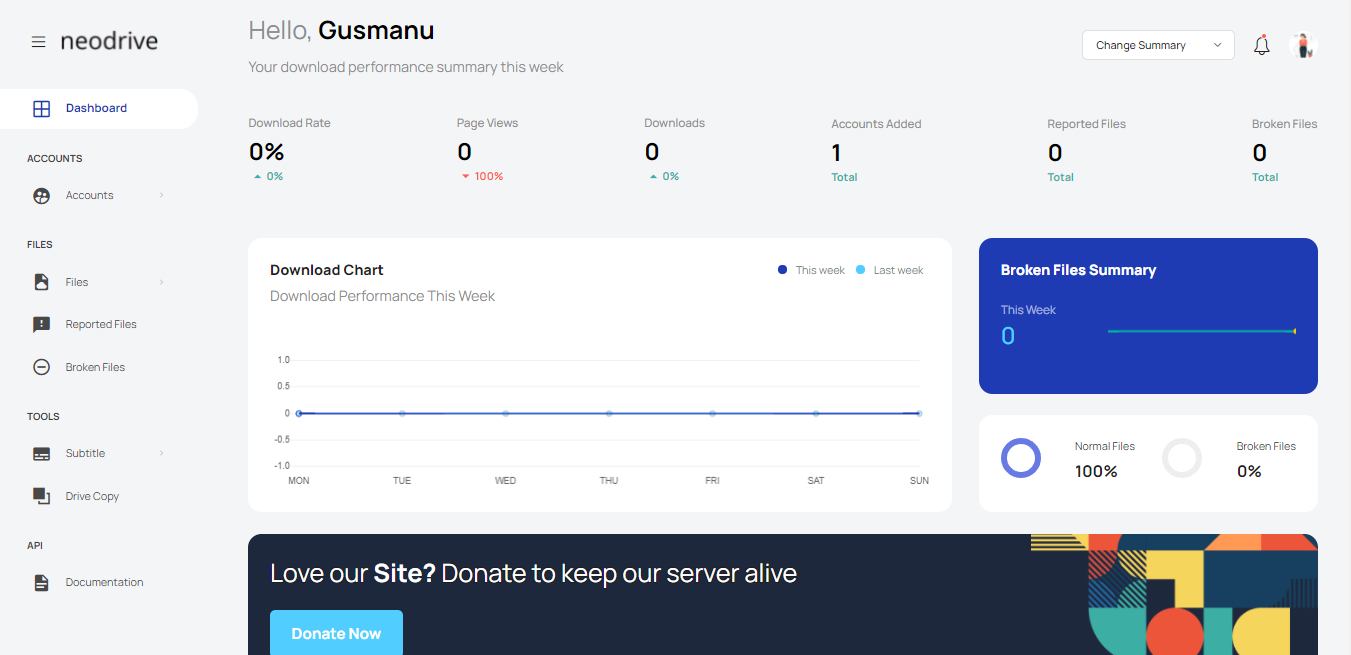 neodrive
Dashboard
ACCOUNTS
Accounts
FILES
Files
Reported Files
Broken Files
TOOLS
Subtitle
Drive Copy
API
Documentation
Hello, Gusmanu
Your download performance summary this week
Change Summary
Download Rate
0%
0%
Page Views
0
100%
Downloads
0
0%
Accounts Added
1
Total
Reported Files
0
Total
Broken Files
0
Total
Download Chart
This week
Last week
Download Performance This Week
1.0
0.5
0
-0.5
-1.0
MON TUE WED THU FRI SAT SUN
Broken Files Summary
This Week
0
Normal Files
100%
Broken Files
0%
Love our Site? Donate to keep our server alive
Donate Now